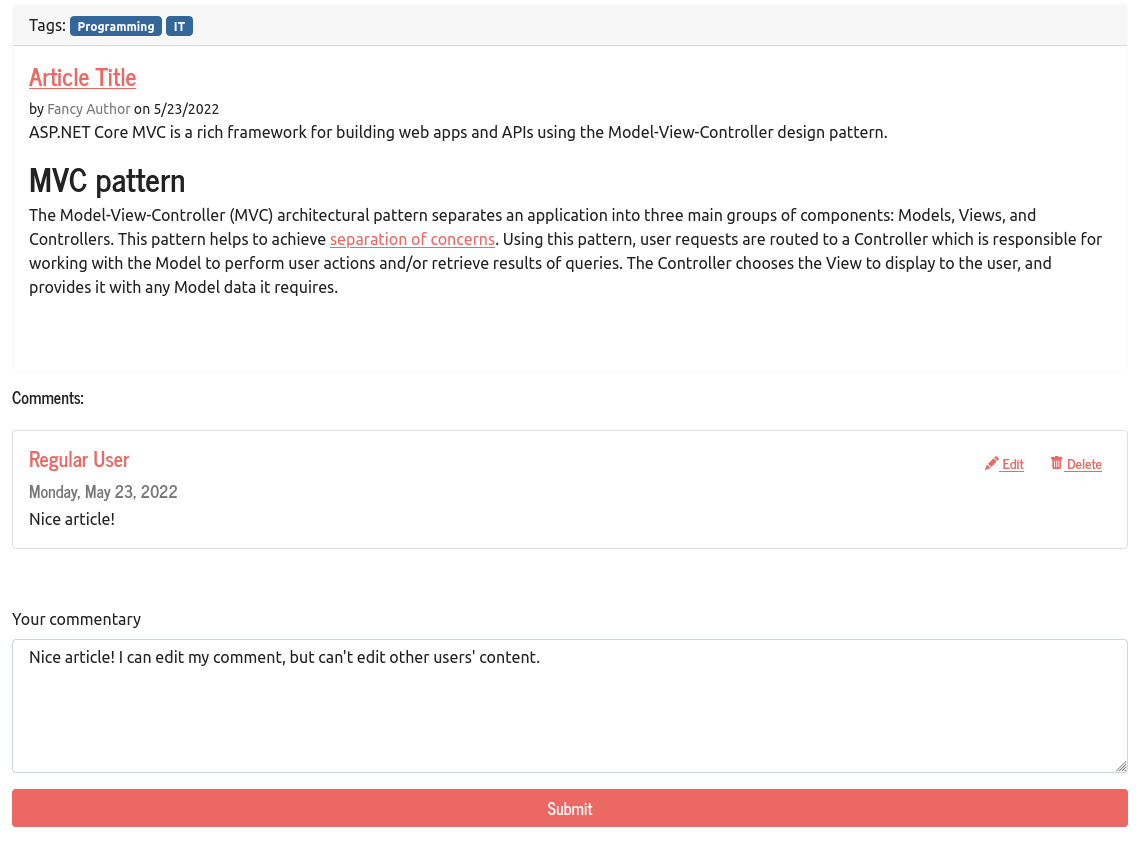 Tags: Programming IT
Article Title
by Fancy Author on 5/23/2022
ASP.NET Core MVC is a rich framework for building web apps and APIs using the Model-View-Controller design pattern.
MVC pattern
The Model-View-Controller (MVC) architectural pattern separates an application into three main groups of components: Models, Views, and
Controllers. This pattern helps to achieve separation of concerns. Using this pattern, user requests are routed to a Controller which is responsible for
working with the Model to perform user actions and/or retrieve results of queries. The Controller chooses the View to display to the user, and
provides it with any Model data it requires.
Comments:
Regular User
Edit Delete
Monday, May 23, 2022
Nice article!
Your commentary
Nice article! I can edit my comment, but can't edit other users' content.
Submit